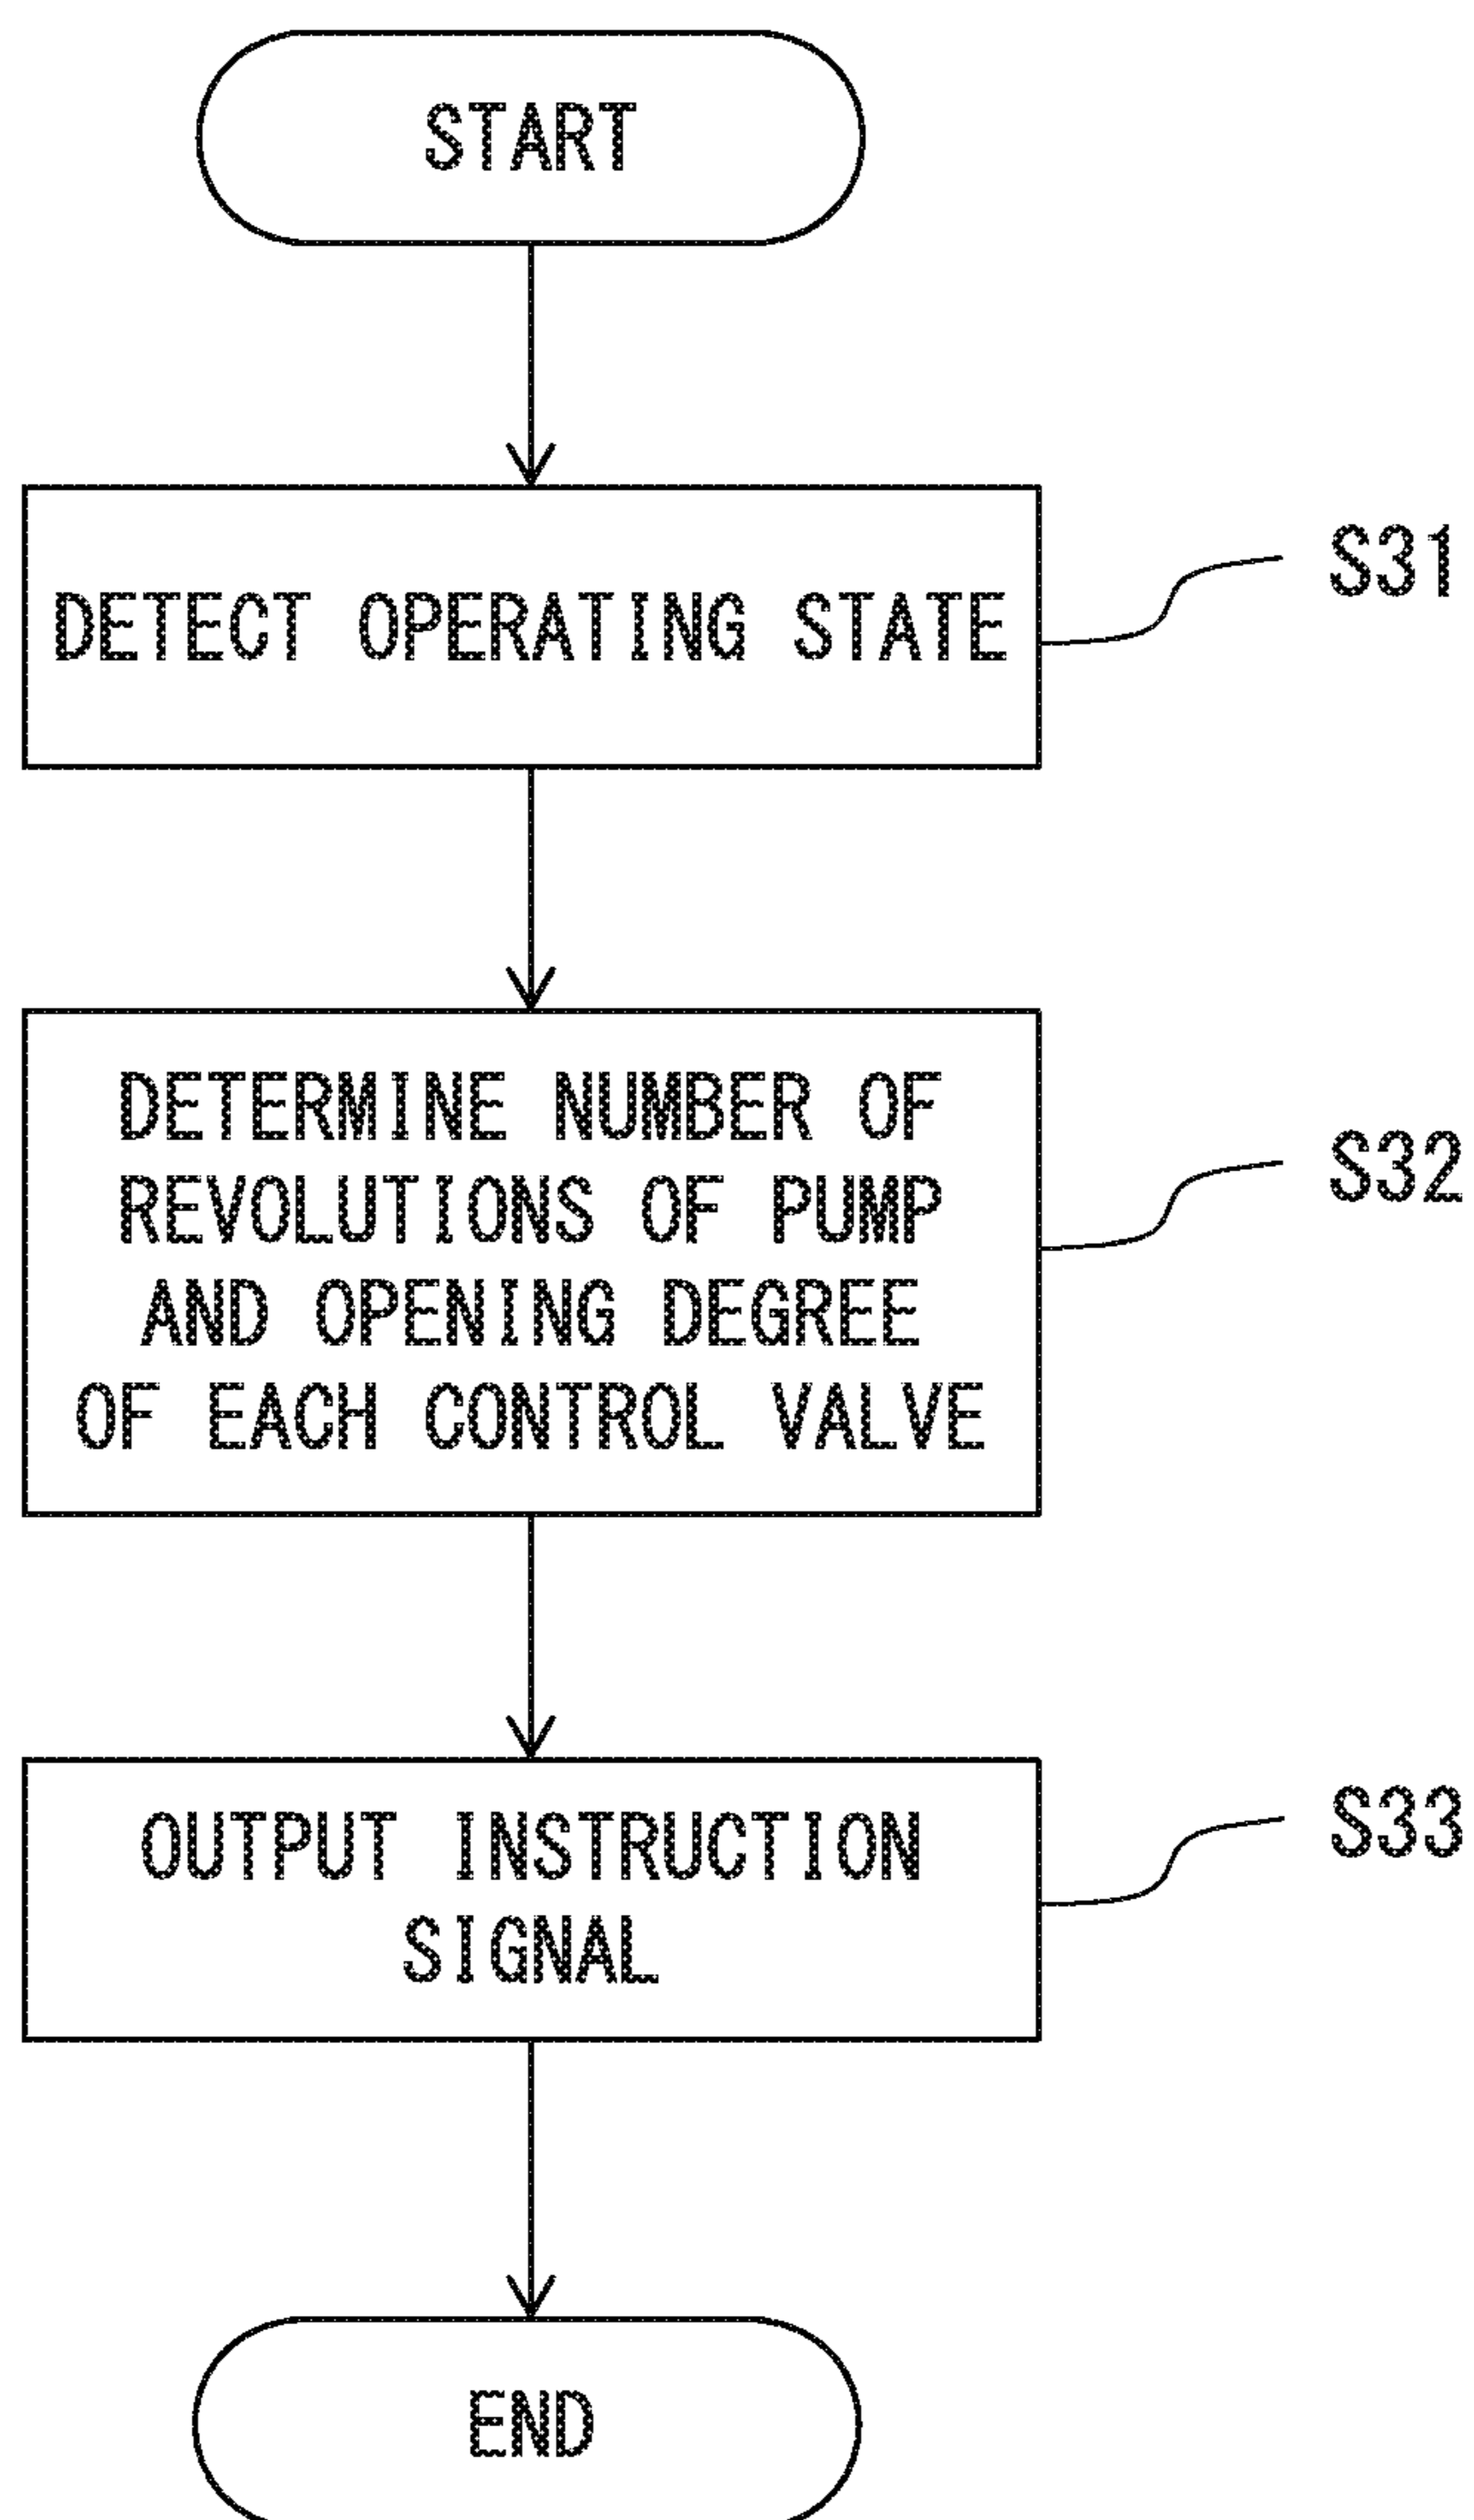 START
DETECT OPERATING STATE
S31
DETERMINE NUMBER OF
REVOLUTIONS OF PUMP
AND OPENING DEGREE
OF EACH CONTROL VALVE
S32
OUTPUT INSTRUCTION
SIGNAL
S33
END